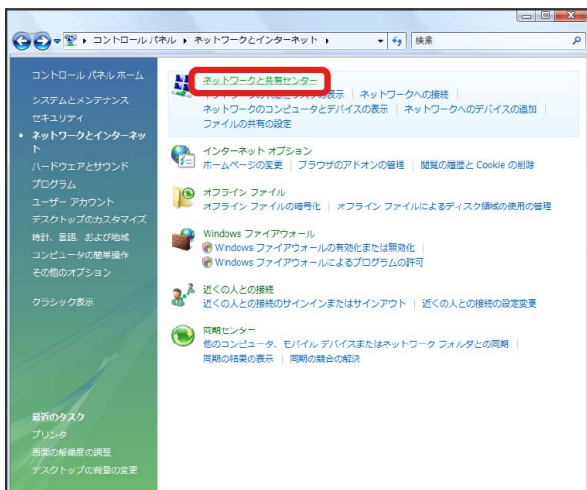 コントロール パネル ▸ ネットワークとインターネット ▸
検索
コントロール パネル ホーム
システムとメンテナンス
セキュリティ
ネットワークとインターネッ
ト
ハードウェアとサウンド
プログラム
ユーザー アカウント
デスクトップのカスタマイズ
時計、言語、および地域
コンピュータの簡単操作
その他のオプション
クラシック表示
最近のタスク
プリンタ
画面の解像度の調整
デスクトップの背景の変更
ネットワークと共有センター
の表示 | ネットワークへの接続 |
ネットワークのコンピュータとデバイスの表示 | ネットワークへのデバイスの追加
ファイルの共有の設定
インターネット オプション
ホームページの変更 | ブラウザのアドオンの管理 | 閲覧の履歴と Cookie の削除
オフライン ファイル
オフライン ファイルの暗号化 | オフライン ファイルによるディスク領域の使用の管理
Windows ファイアウォール
Windows ファイアウォールの有効化または無効化 |
Windows ファイアウォールによるプログラムの許可
近くの人との接続
近くの人との接続のサインインまたはサインアウト | 近くの人との接続の設定変更
同期センター
他のコンピュータ、モバイル デバイスまたはネットワーク フォルダとの同期 |
同期の結果の表示 | 同期の競合の解決